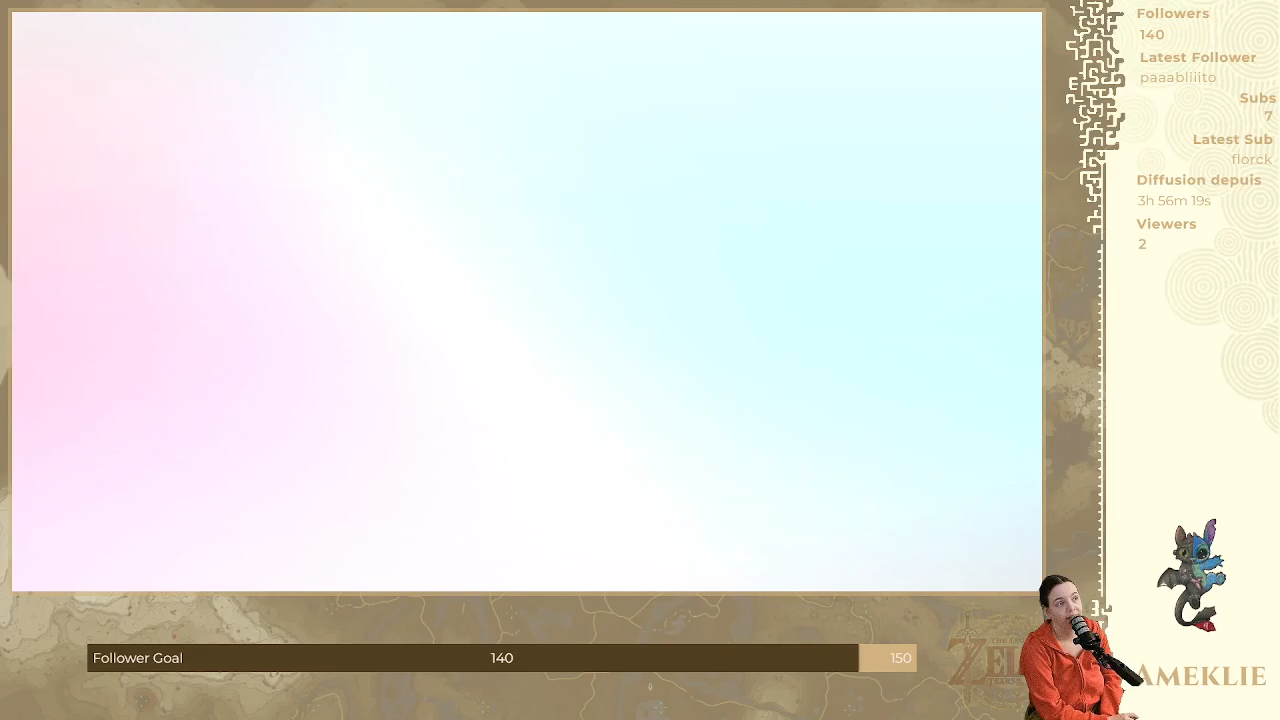 Followers
140
Latest Follower
paaabliiito
Subs
7
Latest Sub
florck
Diffusion depuis
3h 56m 19s
Viewers
2
Follower Goal
140
150
AMEKLIE